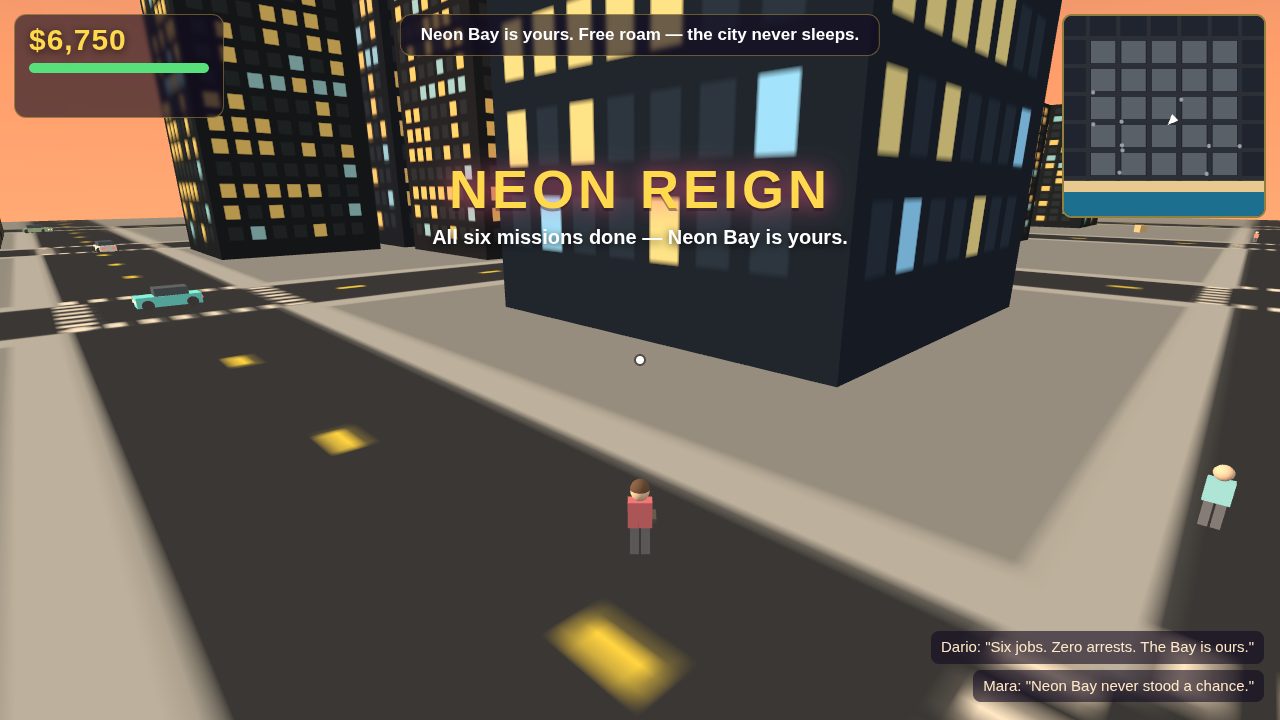 $6,750
Neon Bay is yours. Free roam — the city never sleeps.
NEON REIGN
All six missions done — Neon Bay is yours.
Dario: "Six jobs. Zero arrests. The Bay is ours."
Mara: "Neon Bay never stood a chance."